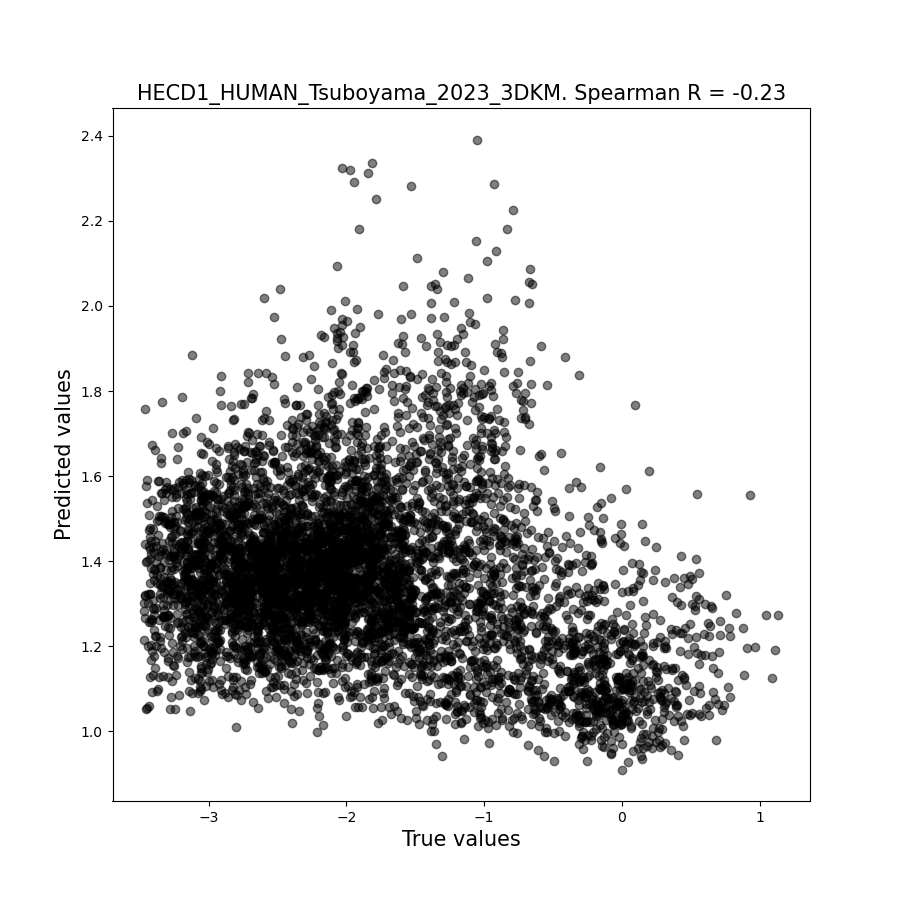 HECD1_HUMAN_Tsuboyama_2023_3DKM. Spearman R = -0.23
2.4
2.2
2.0
1.8
1.6
1.4
1.2
1.0
Predicted values
−3 −2 −1 0 1
True values